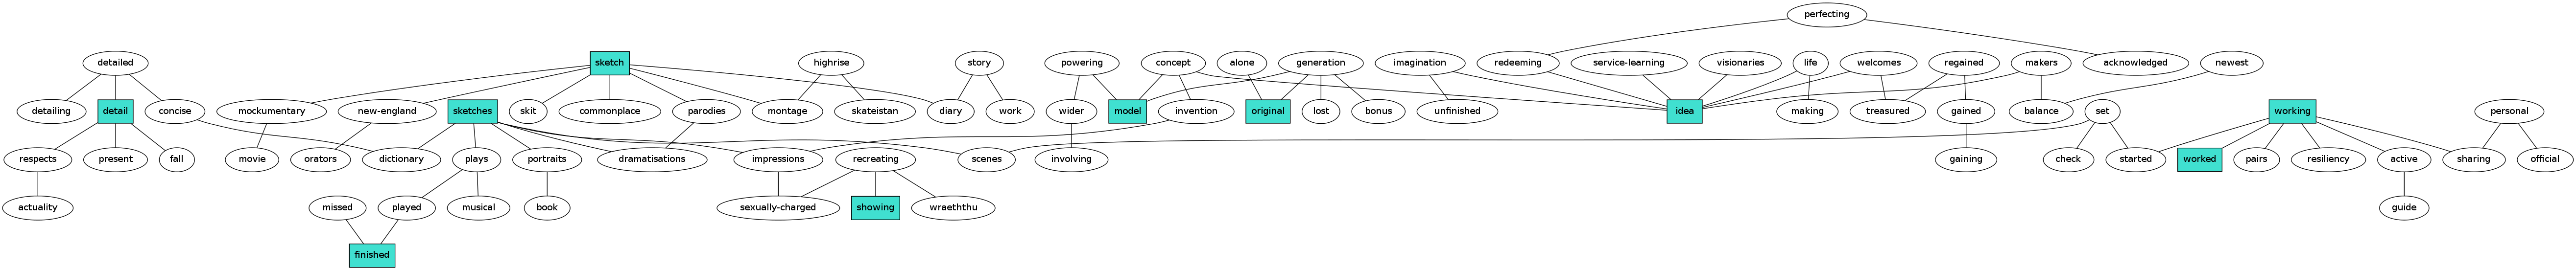 perfecting
detailed sketch highrise story powering concept alone generation imagination redeeming service-learning visionaries life welcomes regained makers acknowledged newest
detailing detail concise mockumentary new-england sketches skit commonplace parodies montage skateistan diary work wider model invention original lost bonus unfinished idea making treasured gained balance set working personal
respects present fall movie orators dictionary plays portraits dramatisations impressions recreating scenes involving gaining check started worked pairs resiliency active sharing official
actuality missed played musical book sexually-charged showing wraeththu guide
finished